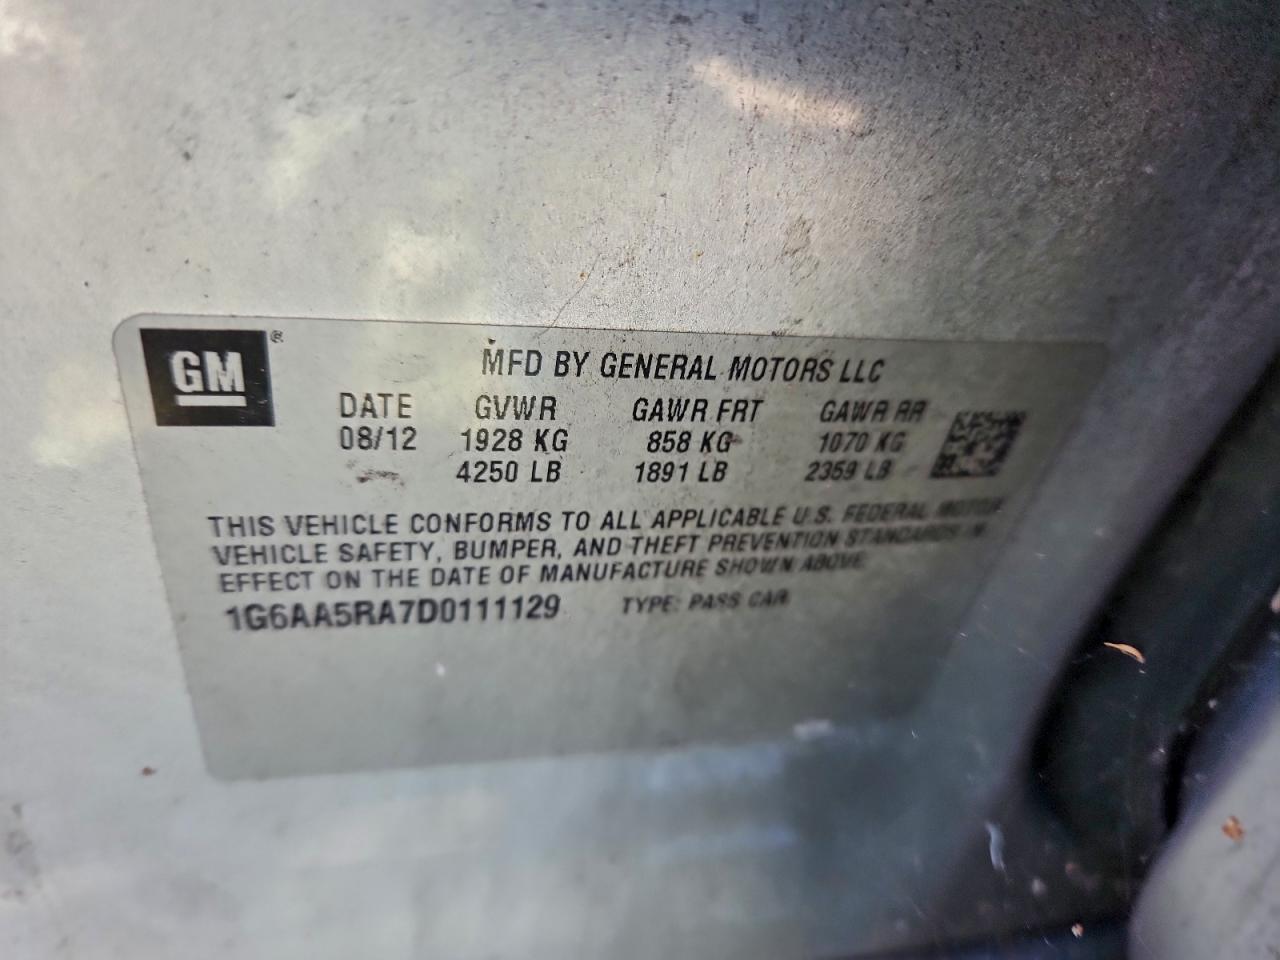 GM ®
MFD BY GENERAL MOTORS LLC
DATE GVWR GAWR FRT GAWR RR
08/12 1928 KG 858 KG 1070 KG
4250 LB 1891 LB 2359 LB
THIS VEHICLE CONFORMS TO ALL APPLICABLE U.S. FEDERAL MOTOR
VEHICLE SAFETY, BUMPER, AND THEFT PREVENTION STANDARDS IN
EFFECT ON THE DATE OF MANUFACTURE SHOWN ABOVE.
1G6AA5RA7D0111129 TYPE: PASS CAR